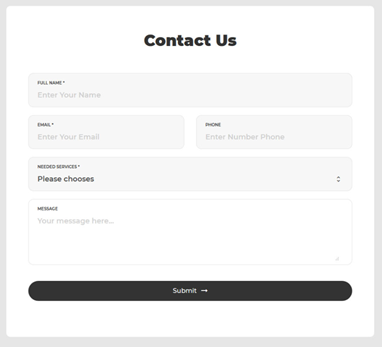 Contact Us
FULL NAME *
Enter Your Name
EMAIL *
Enter Your Email
PHONE
Enter Number Phone
NEEDED SERVICES *
Please chooses
MESSAGE
Your message here...
Submit →